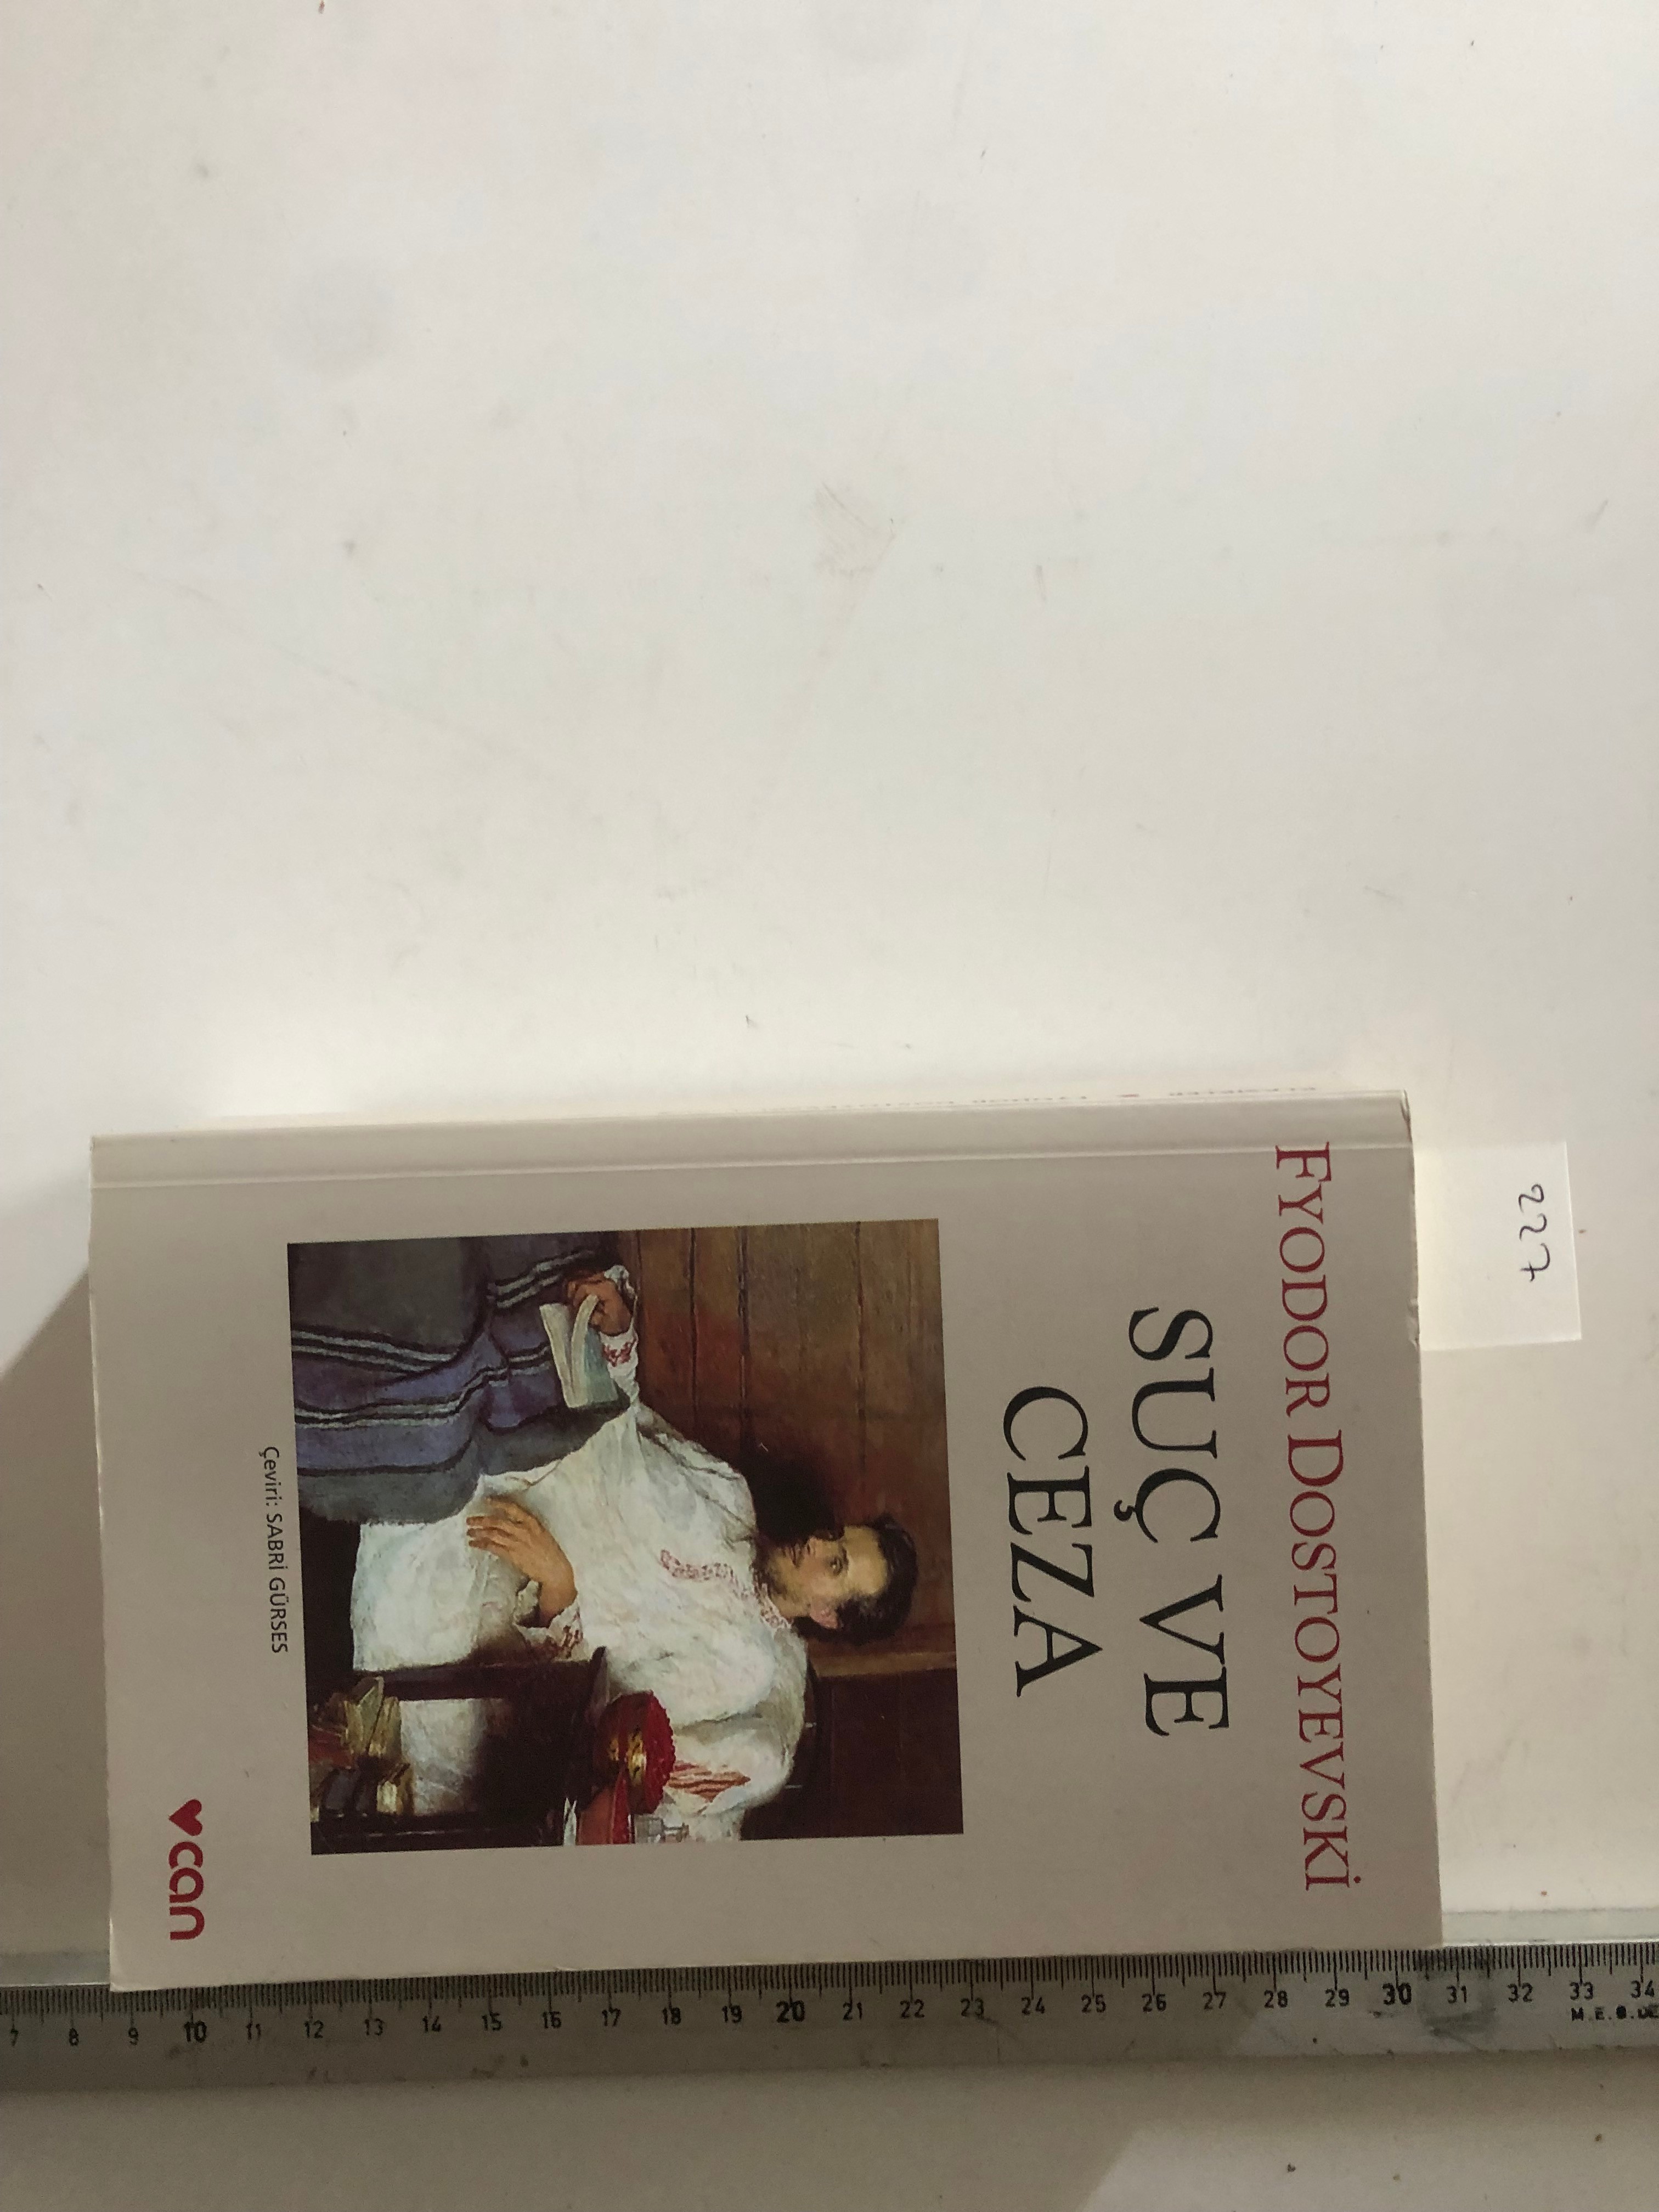 FYODOR DOSTOYEVSKİ
SUÇ VE
CEZA
Çeviri: SABRİ GÜRSES
can
227
7 8 9 10 11 12 13 14 15 16 17 18 19 20 21 22 23 24 25 26 27 28 29 30 31 32 33 34